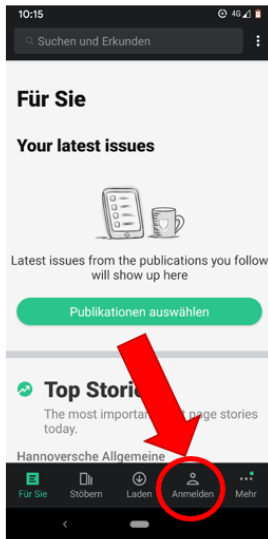 10:15
4G
Suchen und Erkunden
Für Sie
Your latest issues
Latest issues from the publications you follow
will show up here
Publikationen auswählen
Top Stories
The most important page stories
today.
Hannoversche Allgemeine
Für Sie Stöbern Laden Anmelden Mehr